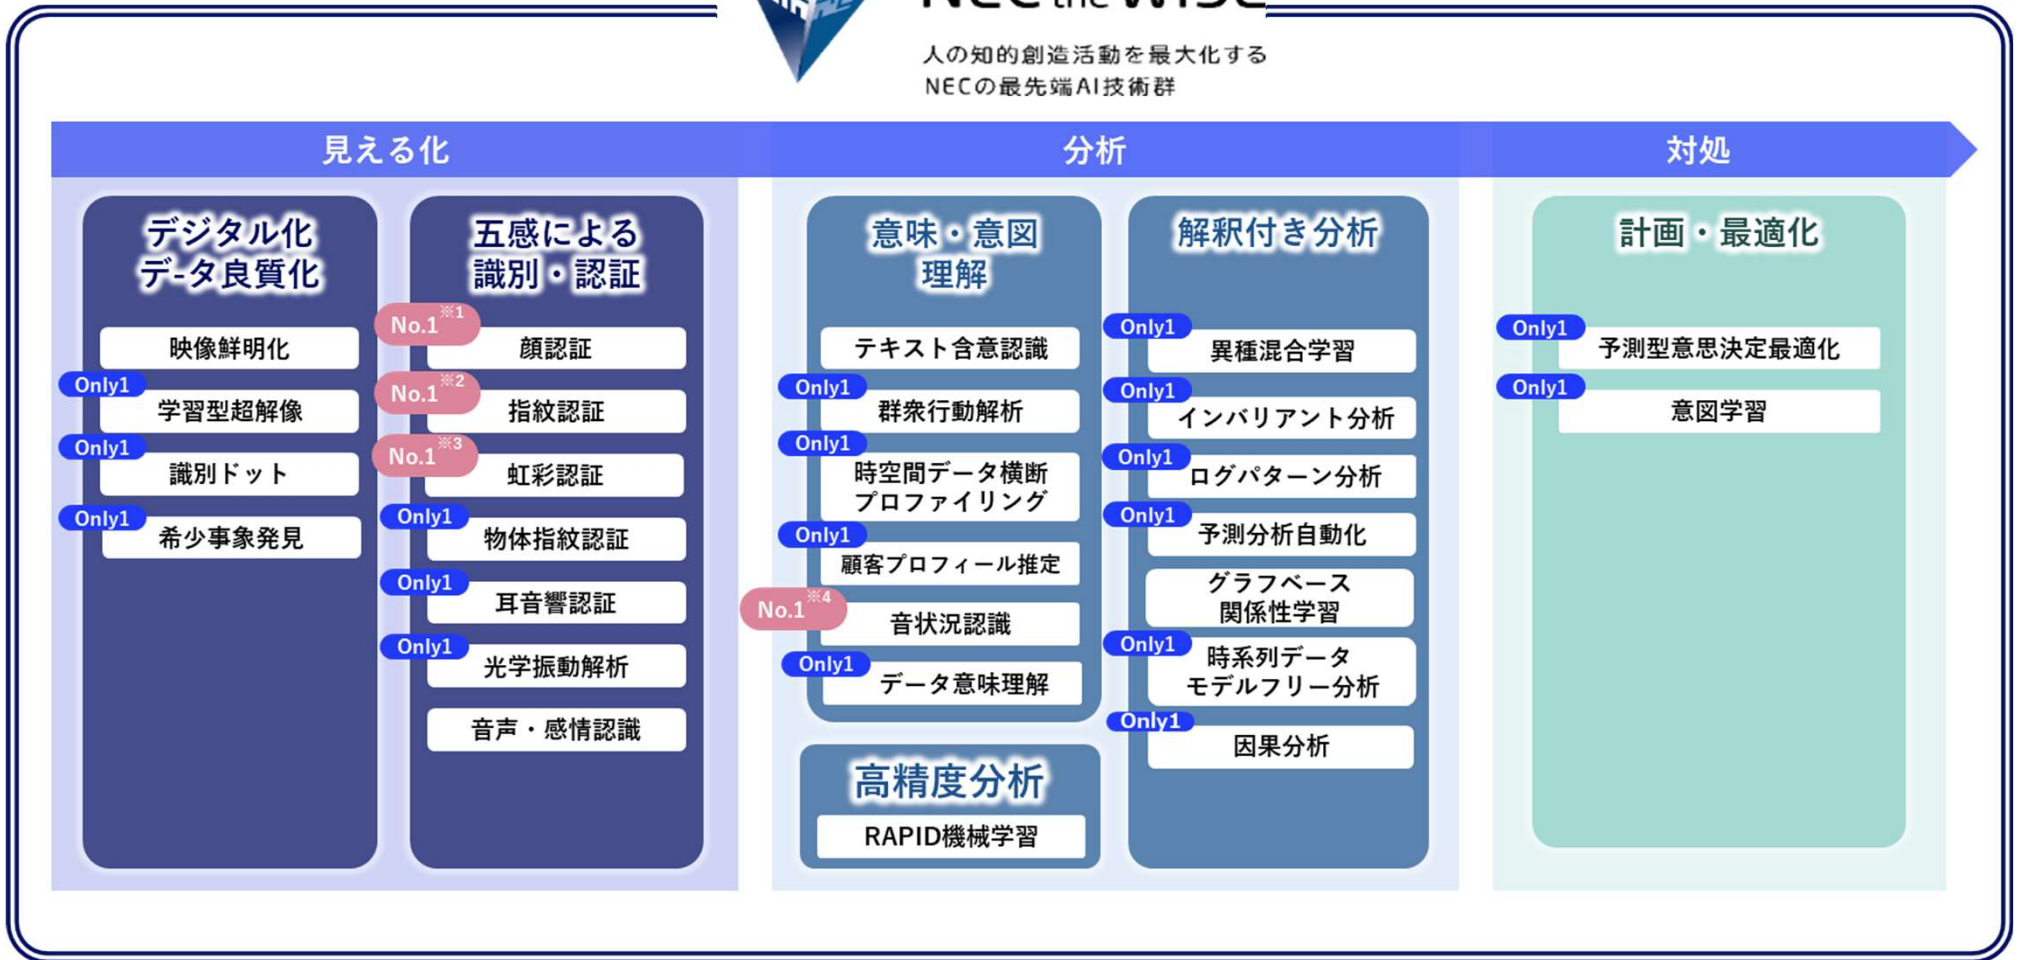 NEC the WISE
人の知的創造活動を最大化する
NECの最先端AI技術群
見える化
分析
対処
デジタル化
デ-タ良質化
映像鮮明化
Only1
学習型超解像
Only1
識別ドット
Only1
希少事象発見
五感による
識別・認証
No.1※1
顔認証
No.1※2
指紋認証
No.1※3
虹彩認証
Only1
物体指紋認証
Only1
耳音響認証
Only1
光学振動解析
音声・感情認識
意味・意図
理解
テキスト含意認識
Only1
群衆行動解析
Only1
時空間データ横断
プロファイリング
Only1
顧客プロフィール推定
No.1※4
音状況認識
Only1
データ意味理解
高精度分析
RAPID機械学習
解釈付き分析
Only1
異種混合学習
Only1
インバリアント分析
Only1
ログパターン分析
Only1
予測分析自動化
グラフベース
関係性学習
Only1
時系列データ
モデルフリー分析
Only1
因果分析
計画・最適化
Only1
予測型意思決定最適化
Only1
意図学習